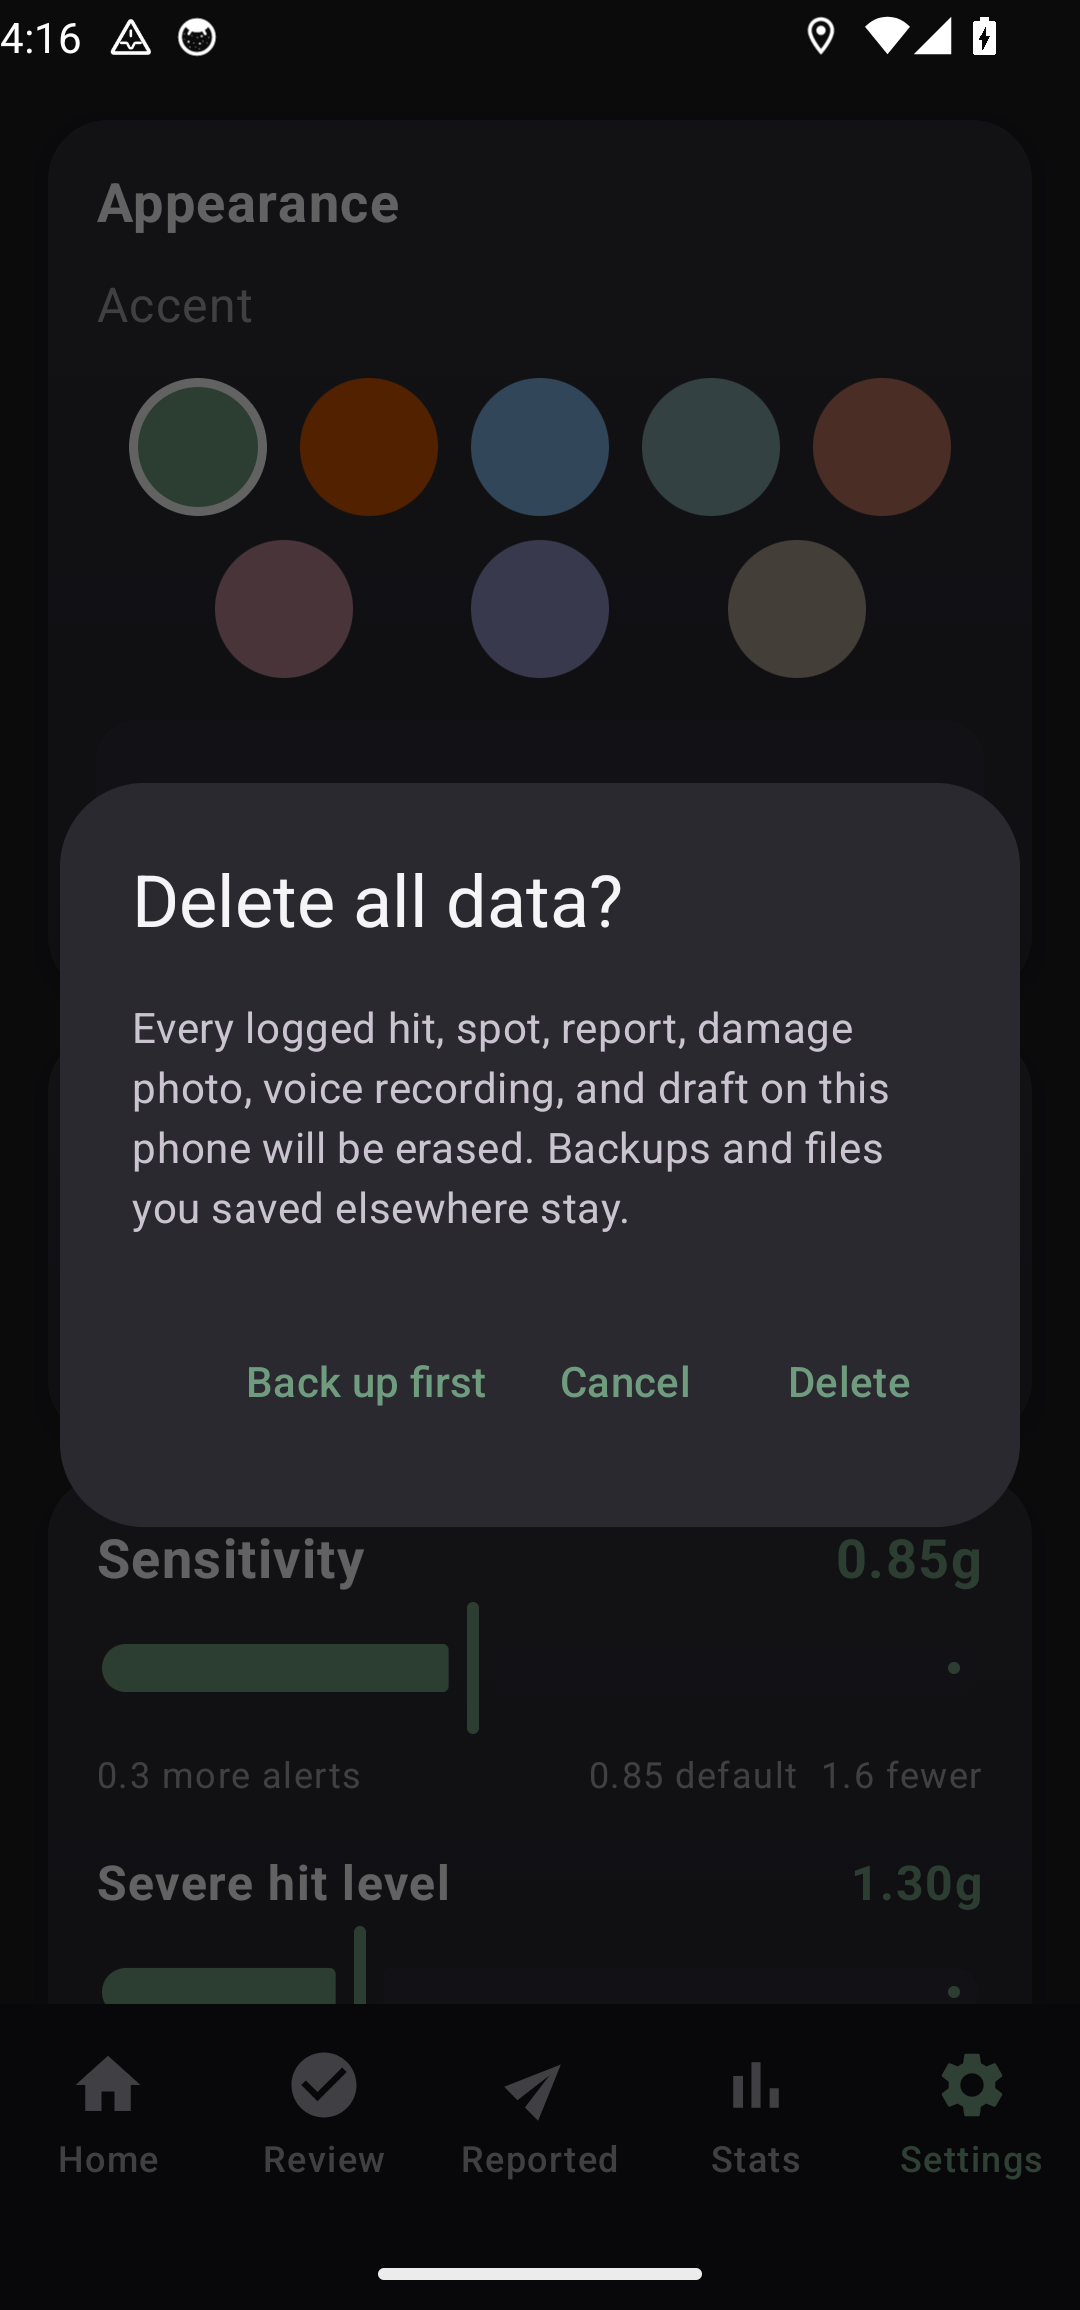 4:16
Appearance
Accent
Delete all data?
Every logged hit, spot, report, damage
photo, voice recording, and draft on this
phone will be erased. Backups and files
you saved elsewhere stay.
Back up first Cancel Delete
Sensitivity 0.85g
0.3 more alerts 0.85 default 1.6 fewer
Severe hit level 1.30g
Home Review Reported Stats Settings